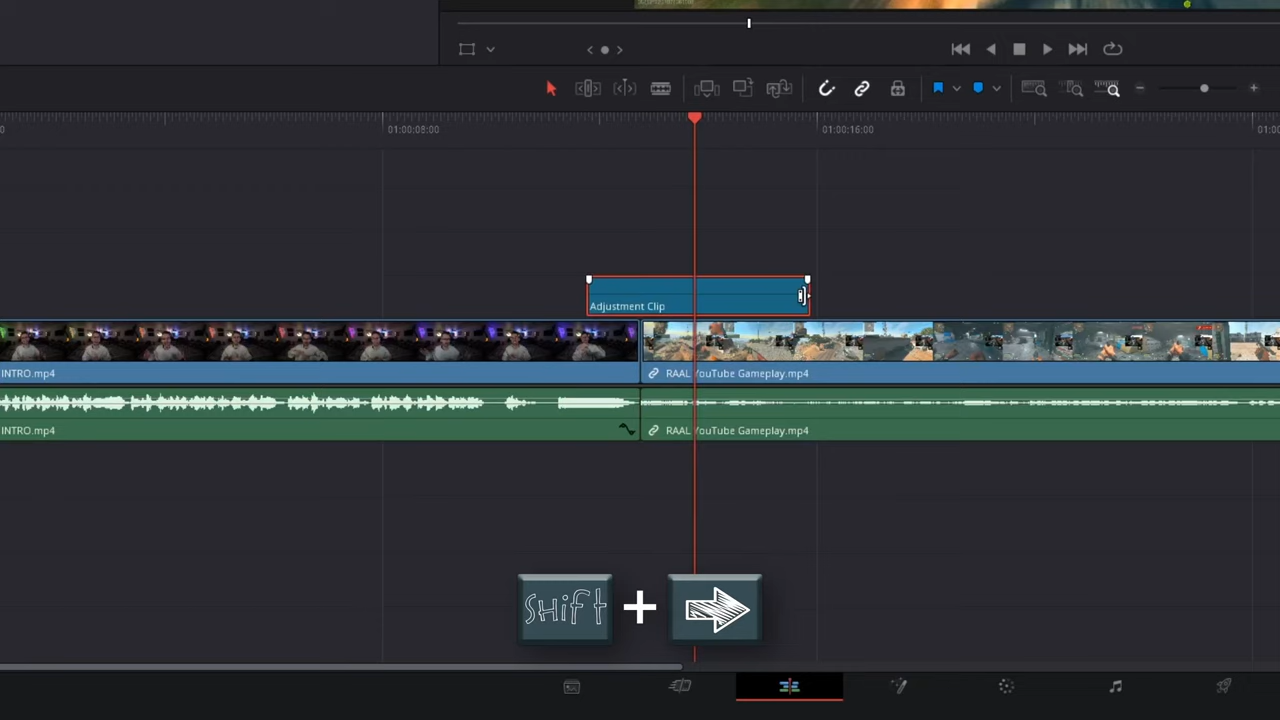 01:00:08:00
01:00:16:00
Adjustment Clip
INTRO.mp4
RAAL YouTube Gameplay.mp4
INTRO.mp4
RAAL YouTube Gameplay.mp4
Shift +